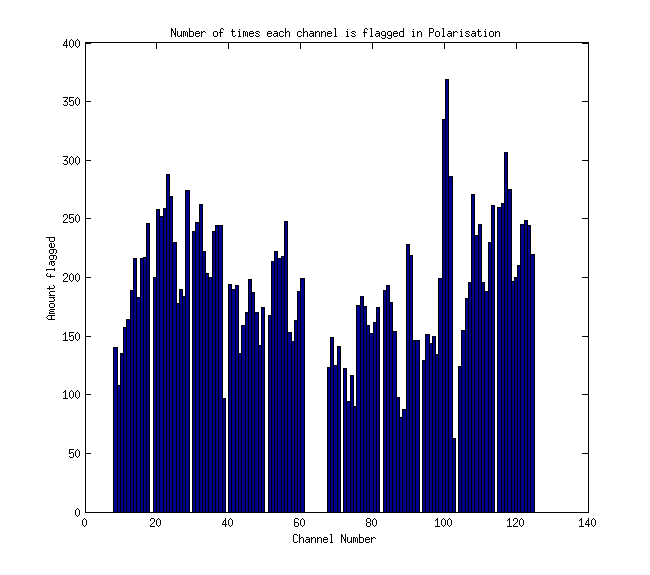 Number of times each channel is flagged in Polarisation
400
350
300
250
200
150
100
50
0
Amount flagged
0 20 40 60 80 100 120 140
Channel Number